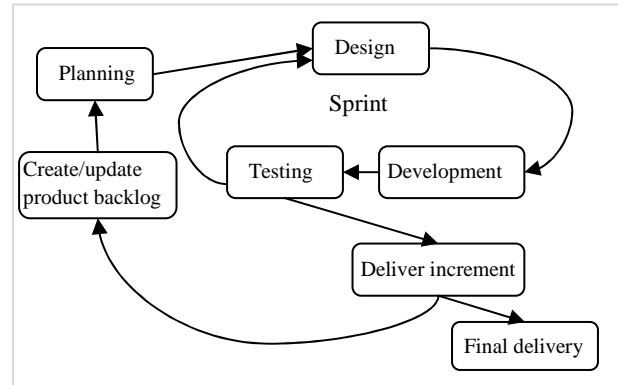 Design
Planning
Sprint
Create/update
product backlog
Testing
Development
Deliver increment
Final delivery